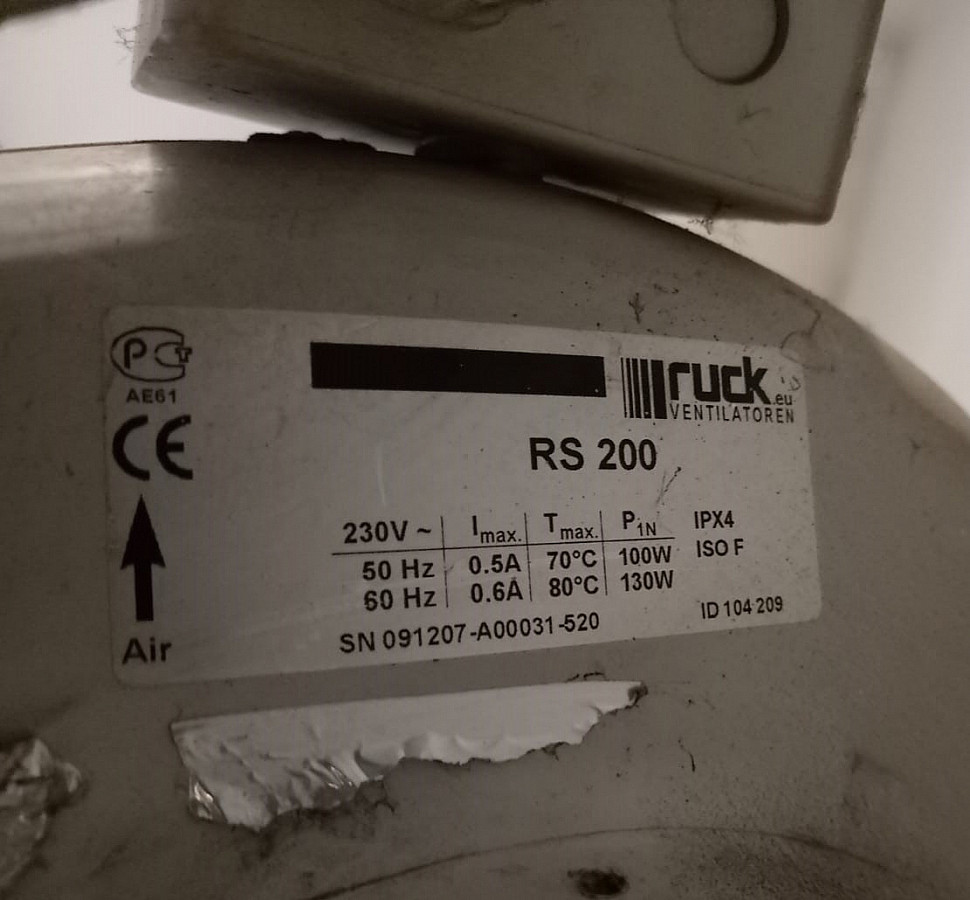 PCT
AE61
CE
ruck.eu
VENTILATOREN
RS 200
230V ~ Imax. Tmax. P1N IPX4
50 Hz 0.5A 70°C 100W ISO F
60 Hz 0.6A 80°C 130W
SN 091207-A00031-520 ID 104 209
Air